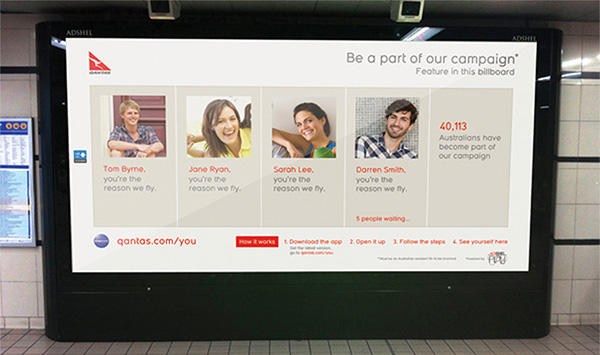 ADSHEL
ADSHEL
QANTAS
Be a part of our campaign*
Feature in this billboard
Tom Byrne,
you're the
reason we fly.
Jane Ryan,
you're the
reason we fly.
Sarah Lee,
you're the
reason we fly.
Darren Smith,
you're the
reason we fly.
5 people waiting...
40,113
Australians have
become part of
our campaign
qantas.com/you
How it works
1. Download the app
Get the latest version,
go to qantas.com/you
2. Open it up
3. Follow the steps
4. See yourself here
*Must be an Australian resident 18+ to be involved